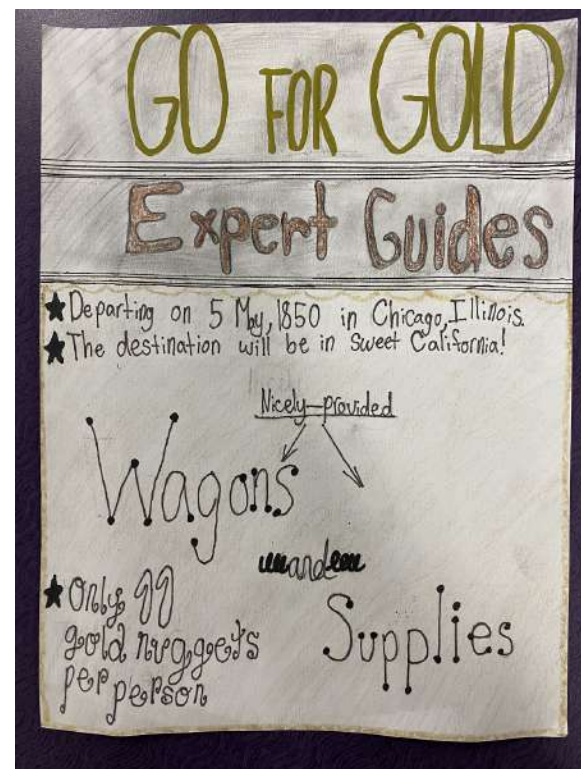 GO FOR GOLD
Expert Guides
★Departing on 5 May, 1850 in Chicago, Illinois.
★The destination will be in sweet California!
Nicely-provided
Wagons
and
Supplies
★Only 99
gold nuggets
per person